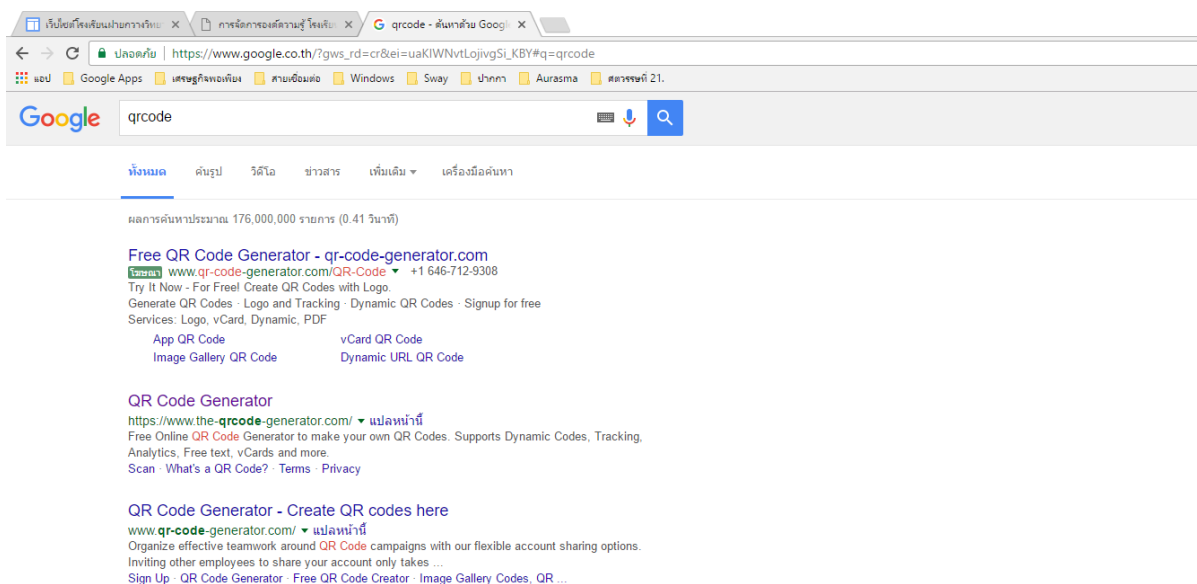 เว็บไซต์โรงเรียนฝายกวางวิทย
การจัดการองค์ความรู้ โรงเรีย
qrcode - ค้นหาด้วย Googl
ปลอดภัย https://www.google.co.th/?gws_rd=cr&ei=uaKIWNvtLojivgSi_KBY#q=qrcode
แอป Google Apps เศรษฐกิจพอเพียง สายเชื่อมต่อ Windows Sway ปากกา Aurasma ศตวรรษที่ 21.
Google qrcode
ทั้งหมด ค้นรูป วิดีโอ ข่าวสาร เพิ่มเติม เครื่องมือค้นหา
ผลการค้นหาประมาณ 176,000,000 รายการ (0.41 วินาที)
Free QR Code Generator - qr-code-generator.com
โฆษณา www.qr-code-generator.com/QR-Code +1 646-712-9308
Try It Now - For Free! Create QR Codes with Logo.
Generate QR Codes · Logo and Tracking · Dynamic QR Codes · Signup for free
Services: Logo, vCard, Dynamic, PDF
App QR Code vCard QR Code
Image Gallery QR Code Dynamic URL QR Code
QR Code Generator
https://www.the-qrcode-generator.com/ แปลหน้านี้
Free Online QR Code Generator to make your own QR Codes. Supports Dynamic Codes, Tracking,
Analytics, Free text, vCards and more.
Scan · What's a QR Code? · Terms · Privacy
QR Code Generator - Create QR codes here
www.qr-code-generator.com/ แปลหน้านี้
Organize effective teamwork around QR Code campaigns with our flexible account sharing options.
Inviting other employees to share your account only takes ...
Sign Up · QR Code Generator · Free QR Code Creator · Image Gallery Codes, QR ...